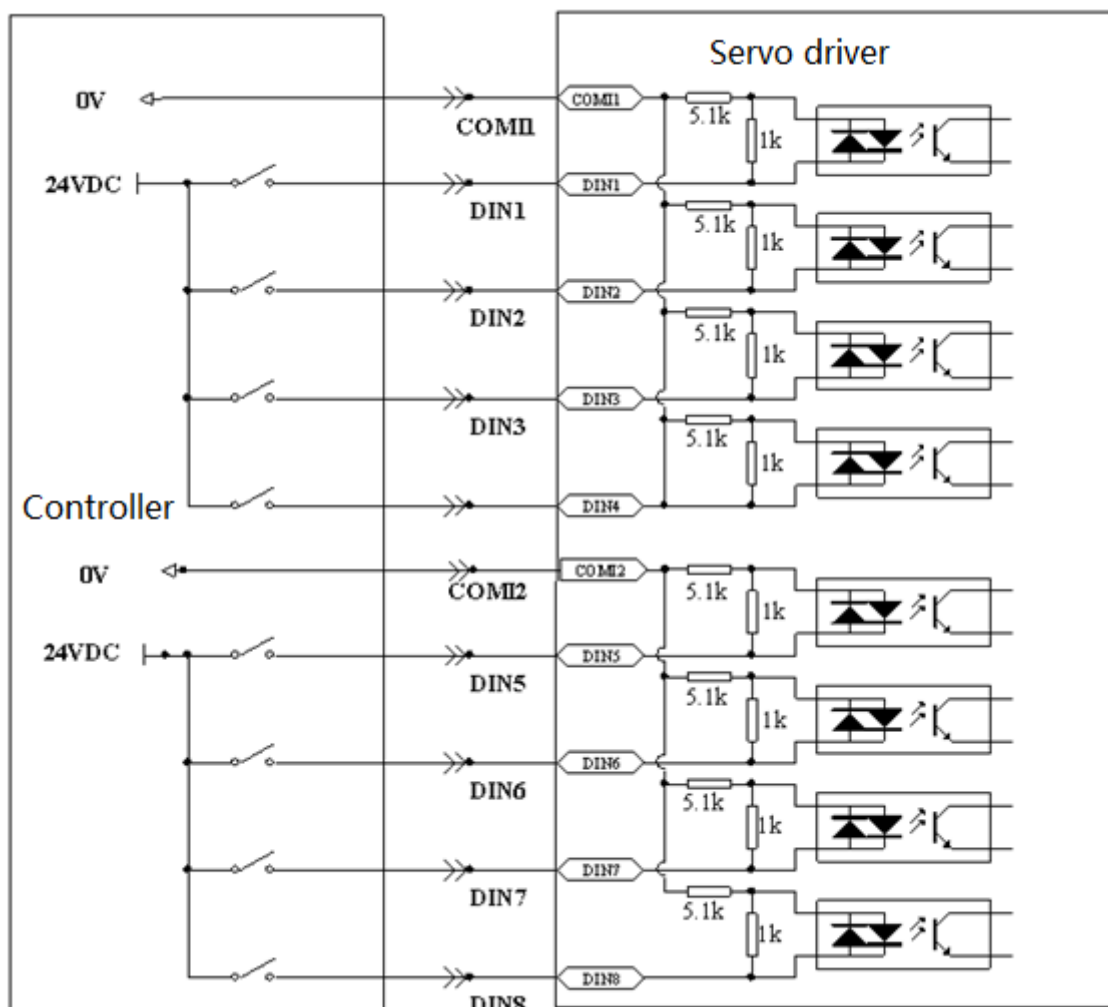 Servo driver
0V
COMI1
COMI1
5.1k
1k
24VDC
DIN1
DIN1
5.1k
1k
DIN2
DIN2
5.1k
1k
DIN3
DIN3
5.1k
1k
Controller
DIN4
0V
COMI2
COMI2
5.1k
1k
24VDC
DIN5
DIN5
5.1k
1k
DIN6
DIN6
5.1k
1k
DIN7
DIN7
5.1k
1k
DIN8
DIN8